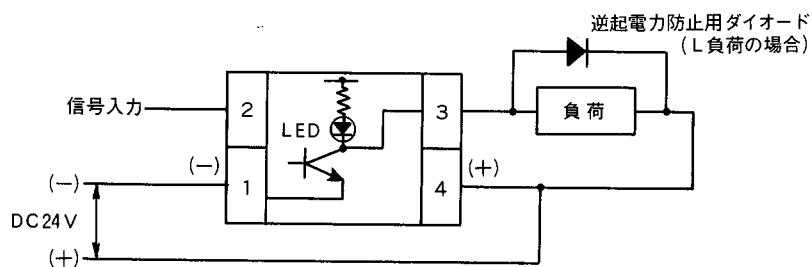 逆起電力防止用ダイオード
(L負荷の場合)
信号入力
2
LED
3
負荷
(-)
(-)
1
4
(+)
DC24V
(+)